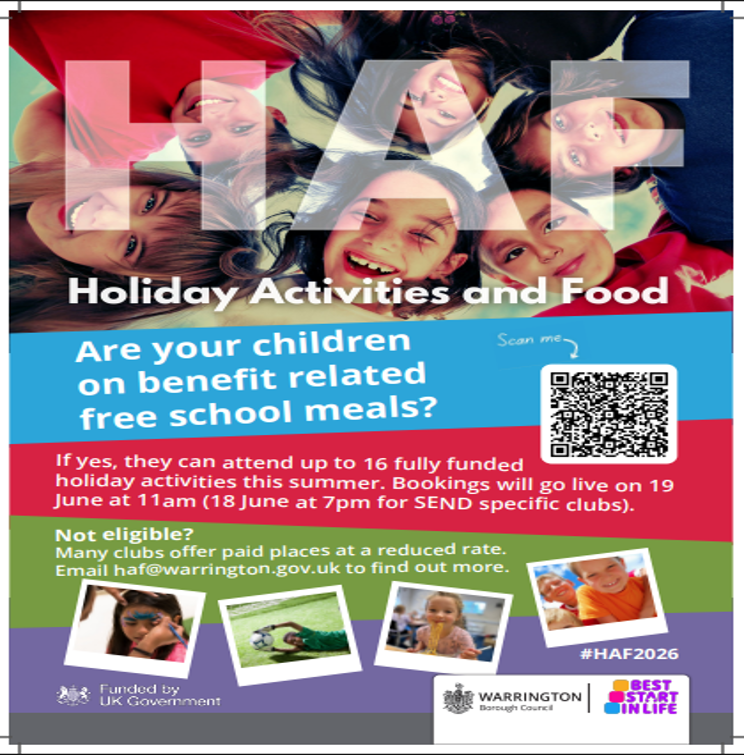 HAF
Holiday Activities and Food
Are your children
on benefit related
free school meals?
Scan me
If yes, they can attend up to 16 fully funded
holiday activities this summer. Bookings will go live on 19
June at 11am (18 June at 7pm for SEND specific clubs).
Not eligible?
Many clubs offer paid places at a reduced rate.
Email haf@warrington.gov.uk to find out more.
#HAF2026
Funded by
UK Government
WARRINGTON
Borough Council
BEST
START
IN LIFE